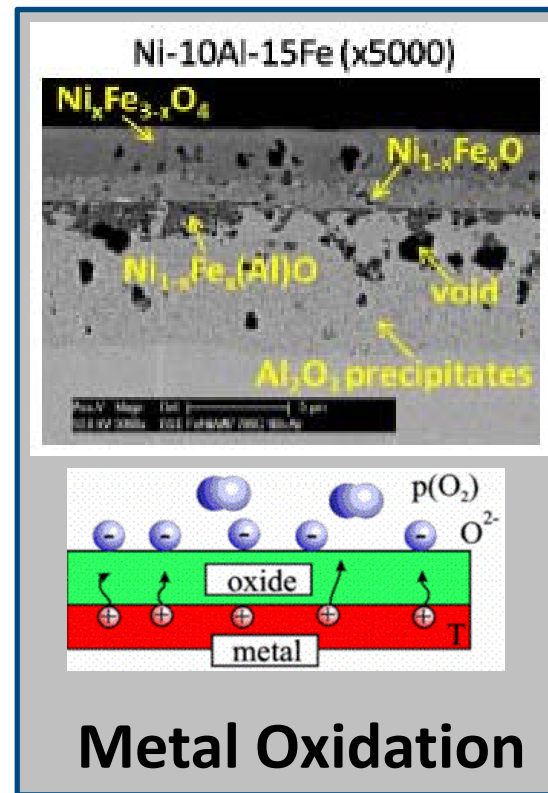 Ni-10Al-15Fe (x5000)
NiₓFe₃₋ₓO₄
Ni₁₋ₓFeₓO
Ni₁₋ₓFeₓ(Al)O
void
Al₂O₃ precipitates
p(O₂)
O²⁻
oxide
T
metal
Metal Oxidation